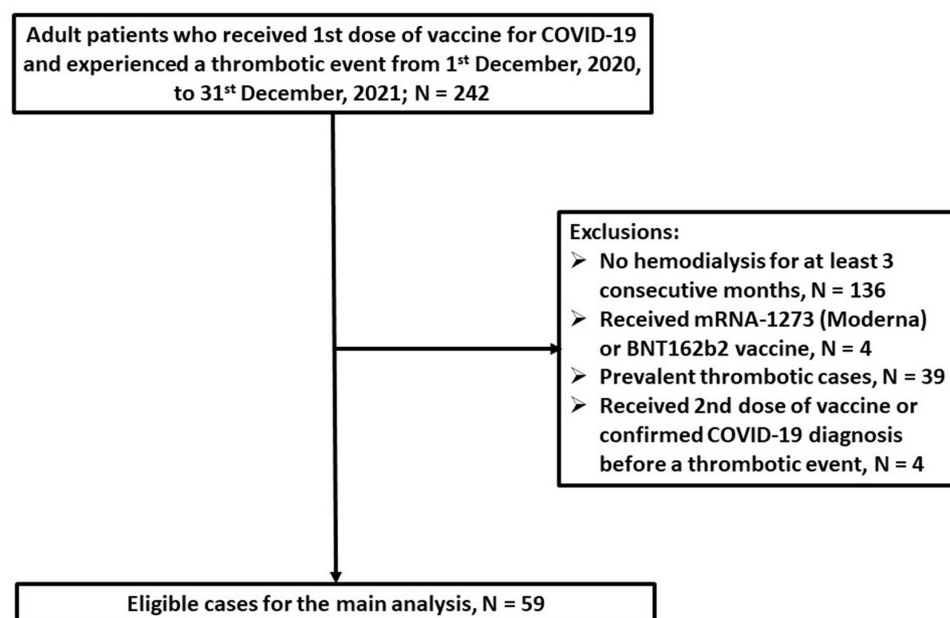 Adult patients who received 1st dose of vaccine for COVID-19
and experienced a thrombotic event from 1st December, 2020,
to 31st December, 2021; N = 242
Exclusions:
➢ No hemodialysis for at least 3
consecutive months, N = 136
➢ Received mRNA-1273 (Moderna)
or BNT162b2 vaccine, N = 4
➢ Prevalent thrombotic cases, N = 39
➢ Received 2nd dose of vaccine or
confirmed COVID-19 diagnosis
before a thrombotic event, N = 4
Eligible cases for the main analysis, N = 59